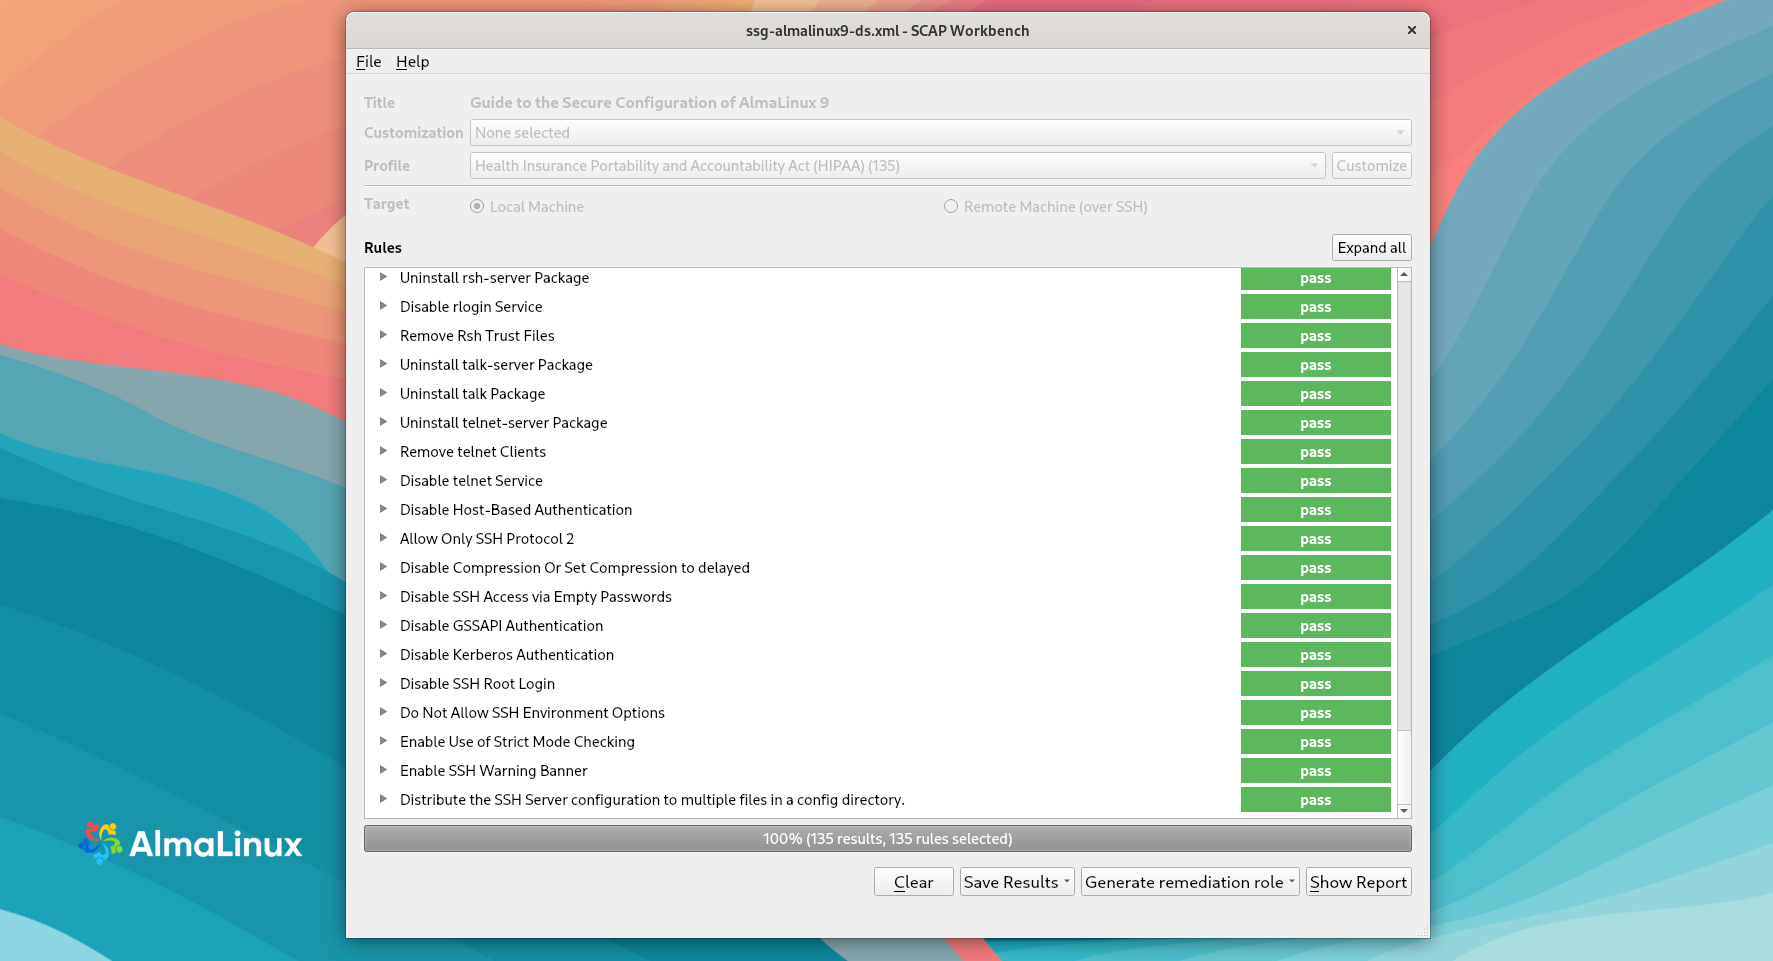 ssg-almalinux9-ds.xml - SCAP Workbench
File Help
Title Guide to the Secure Configuration of AlmaLinux 9
Customization None selected
Profile Health Insurance Portability and Accountability Act (HIPAA) (135) Customize
Target Local Machine Remote Machine (over SSH)
Rules Expand all
Uninstall rsh-server Package pass
Disable rlogin Service pass
Remove Rsh Trust Files pass
Uninstall talk-server Package pass
Uninstall talk Package pass
Uninstall telnet-server Package pass
Remove telnet Clients pass
Disable telnet Service pass
Disable Host-Based Authentication pass
Allow Only SSH Protocol 2 pass
Disable Compression Or Set Compression to delayed pass
Disable SSH Access via Empty Passwords pass
Disable GSSAPI Authentication pass
Disable Kerberos Authentication pass
Disable SSH Root Login pass
Do Not Allow SSH Environment Options pass
Enable Use of Strict Mode Checking pass
Enable SSH Warning Banner pass
Distribute the SSH Server configuration to multiple files in a config directory. pass
100% (135 results, 135 rules selected)
Clear Save Results Generate remediation role Show Report
AlmaLinux